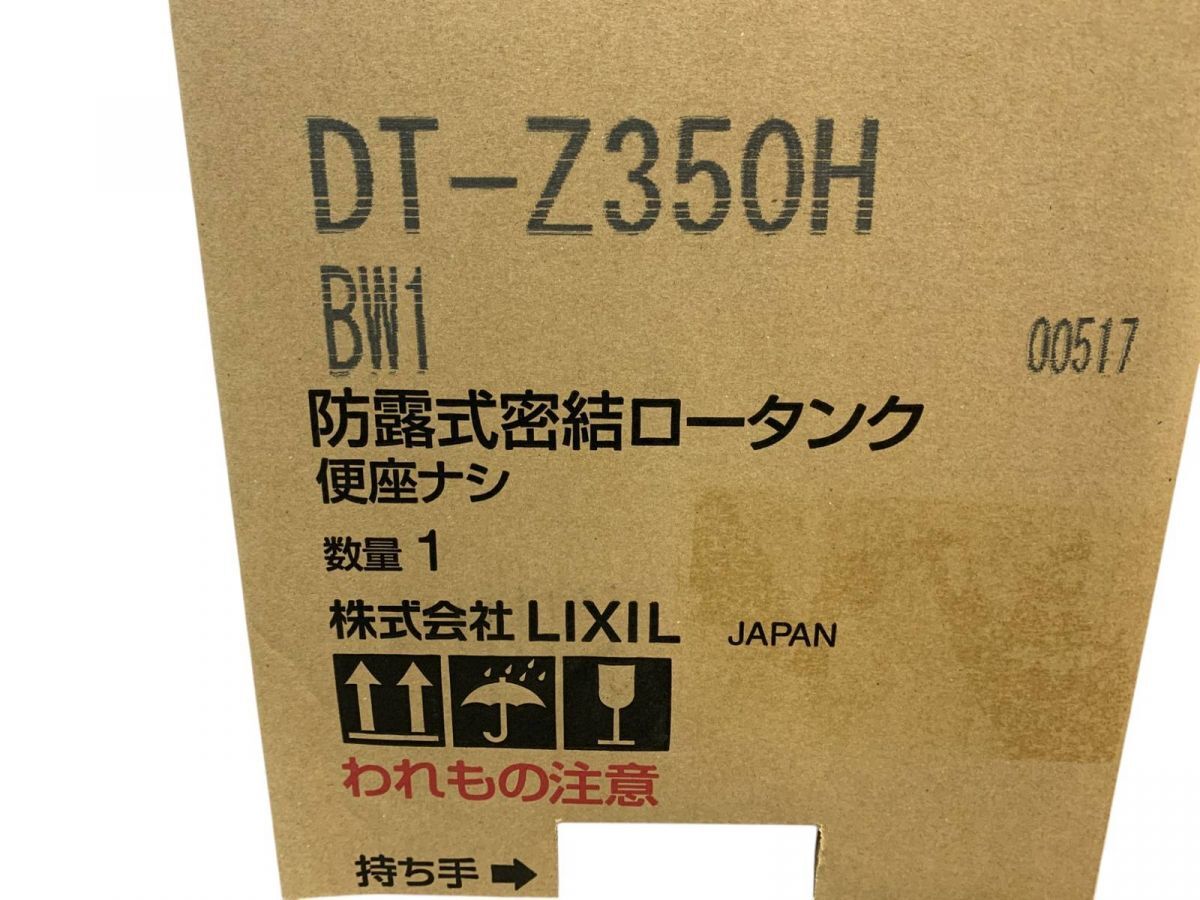 DT-Z350H
BW1
00517
防露式密結ロータンク
便座ナシ
数量 1
株式会社 LIXIL JAPAN
われもの注意
持ち手 ➡